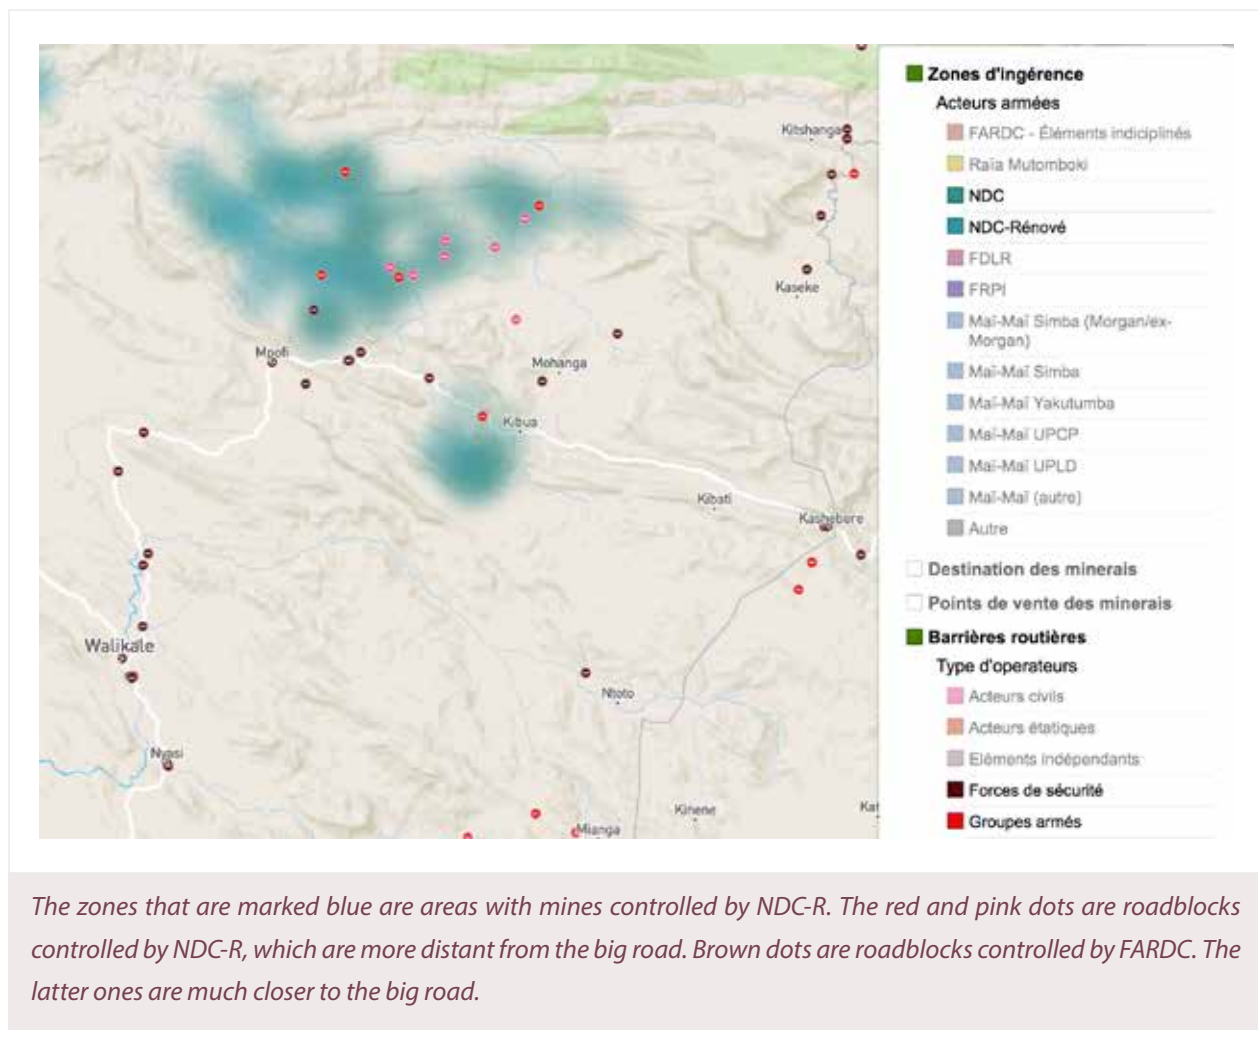 Kitshanga
Kaseke
Mpofi
Mohanga
Kibua
Kibati
Kashebere
Walikale
Ntoto
Nyasi
Kinene
Mianga
Zones d'ingérence
Acteurs armées
FARDC - Éléments indiciplinés
Raïa Mutomboki
NDC
NDC-Rénové
FDLR
FRPI
Maï-Maï Simba (Morgan/ex-
Morgan)
Maï-Maï Simba
Maï-Maï Yakutumba
Maï-Maï UPCP
Maï-Maï UPLD
Maï-Maï (autre)
Autre
Destination des minerais
Points de vente des minerais
Barrières routières
Type d'operateurs
Acteurs civils
Acteurs étatiques
Eléments indépendants
Forces de sécurité
Groupes armés
The zones that are marked blue are areas with mines controlled by NDC-R. The red and pink dots are roadblocks
controlled by NDC-R, which are more distant from the big road. Brown dots are roadblocks controlled by FARDC. The
latter ones are much closer to the big road.